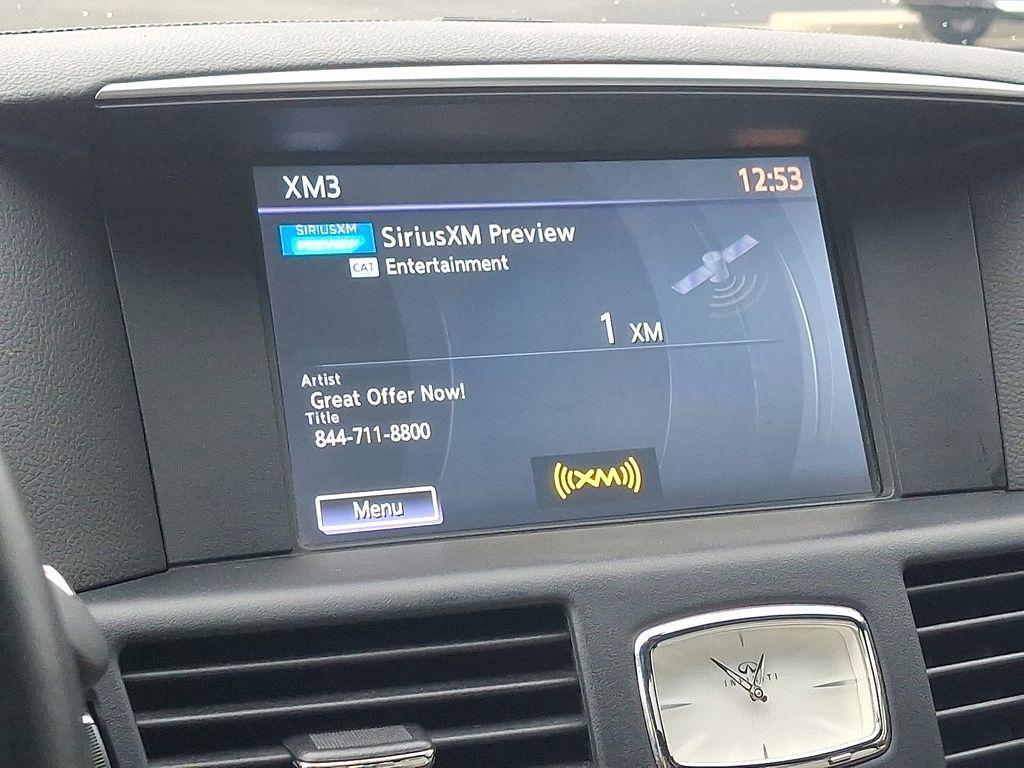 XM3
12:53
SIRIUSXM
PREVIEW
SiriusXM Preview
CAT Entertainment
1 XM
Artist
Great Offer Now!
Title
844-711-8800
((XM))
Menu
INFINITI